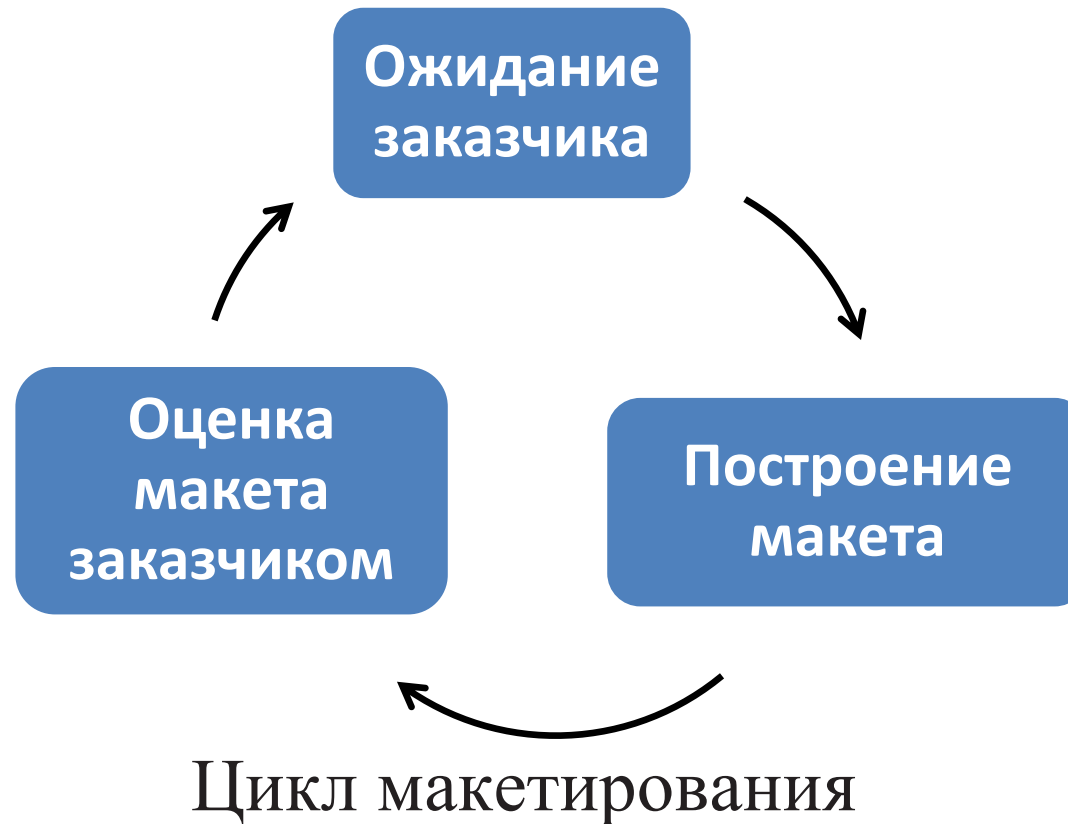 Ожидание
заказчика
Оценка
макета
заказчиком
Построение
макета
Цикл макетирования